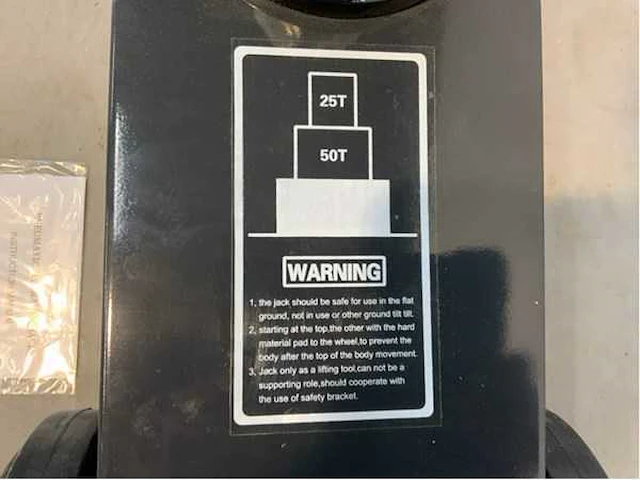 25T
50T
WARNING
1, the jack should be safe for use in the flat
ground, not in use or other ground tilt tilt.
2, starting at the top,the other with the hard
material pad to the wheel,to prevent the
body after the top of the body movement.
3, Jack only as a lifting tool,can not be a
supporting role,should cooperate with
the use of safety bracket.